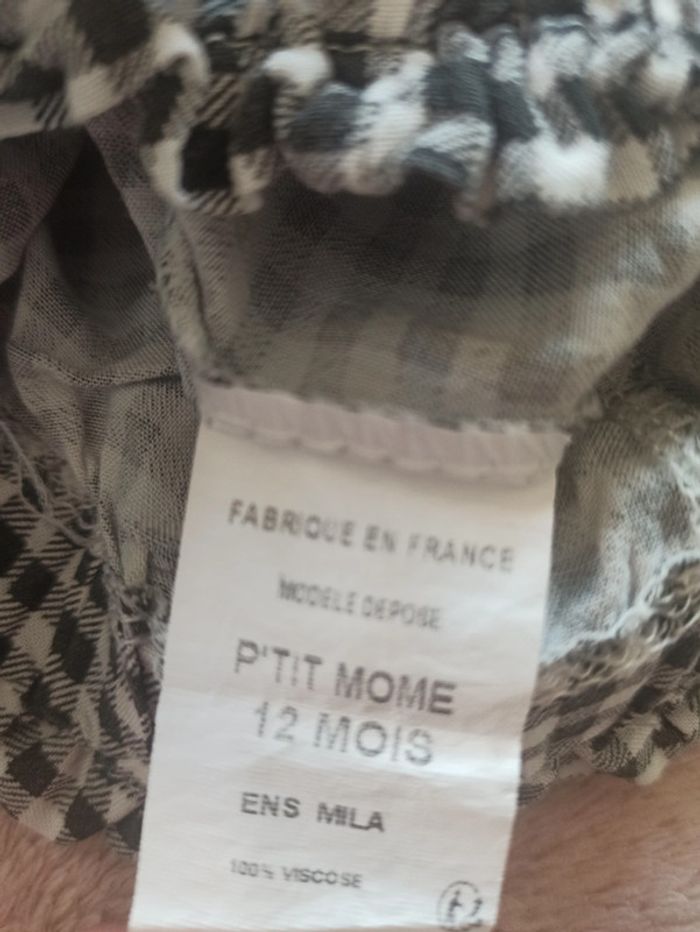 FABRIQUE EN FRANCE
MODELE DEPOSE
P'TIT MOME
12 MOIS
ENS MILA
100% VISCOSE